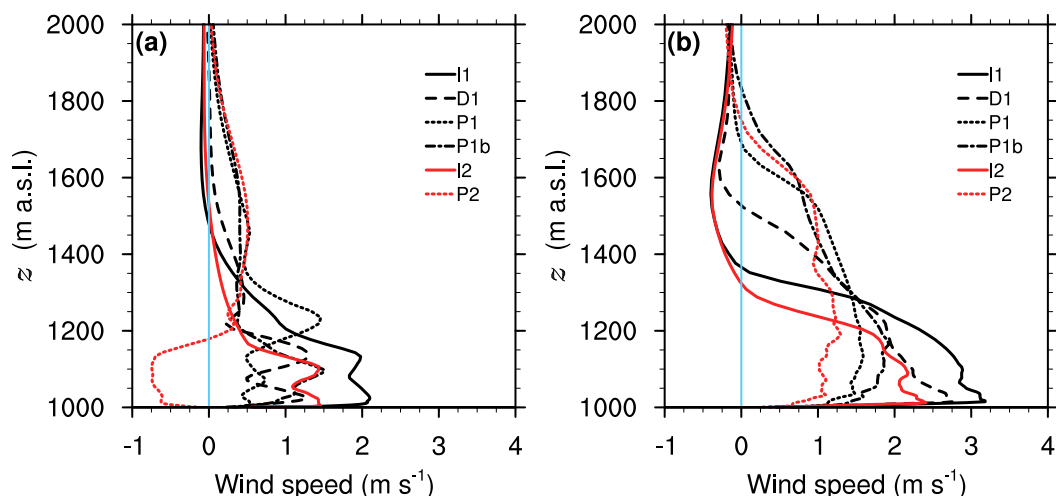 (a)
2000
1800
1600
1400
1200
1000
z (m a.s.l.)
I1
D1
P1
P1b
I2
P2
-1 0 1 2 3 4
Wind speed (m s⁻¹)
(b)
2000
1800
1600
1400
1200
1000
z (m a.s.l.)
I1
D1
P1
P1b
I2
P2
-1 0 1 2 3 4
Wind speed (m s⁻¹)